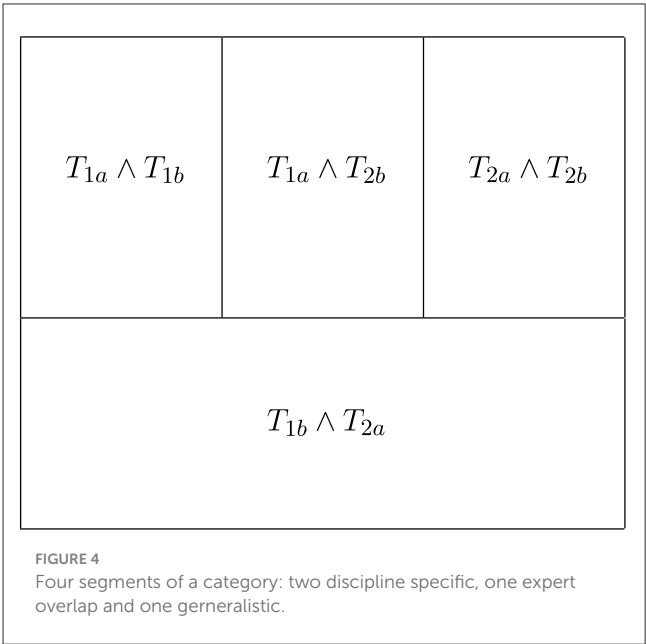 T₁ₐ ∧ T₁b T₁ₐ ∧ T₂b T₂ₐ ∧ T₂b
T₁b ∧ T₂ₐ
FIGURE 4
Four segments of a category: two discipline specific, one expert
overlap and one gerneralistic.